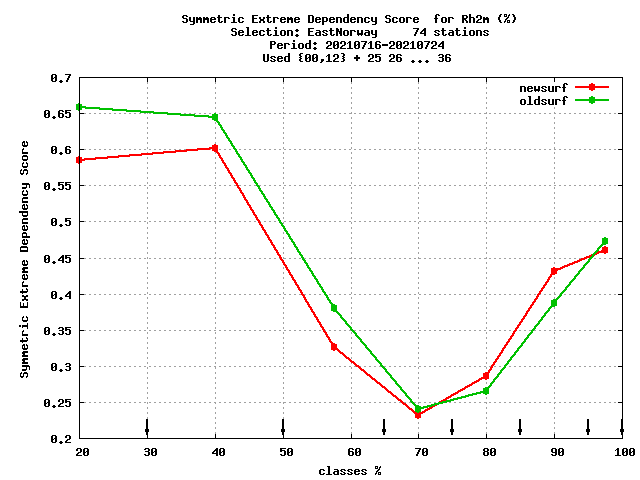 Symmetric Extreme Dependency Score  for Rh2m (%)
Selection: EastNorway     74 stations
Period: 20210716-20210724
Used {00,12} + 25 26 ... 36
newsurf
oldsurf
Symmetric Extreme Dependency Score
0.7
0.65
0.6
0.55
0.5
0.45
0.4
0.35
0.3
0.25
0.2
20 30 40 50 60 70 80 90 100
classes %